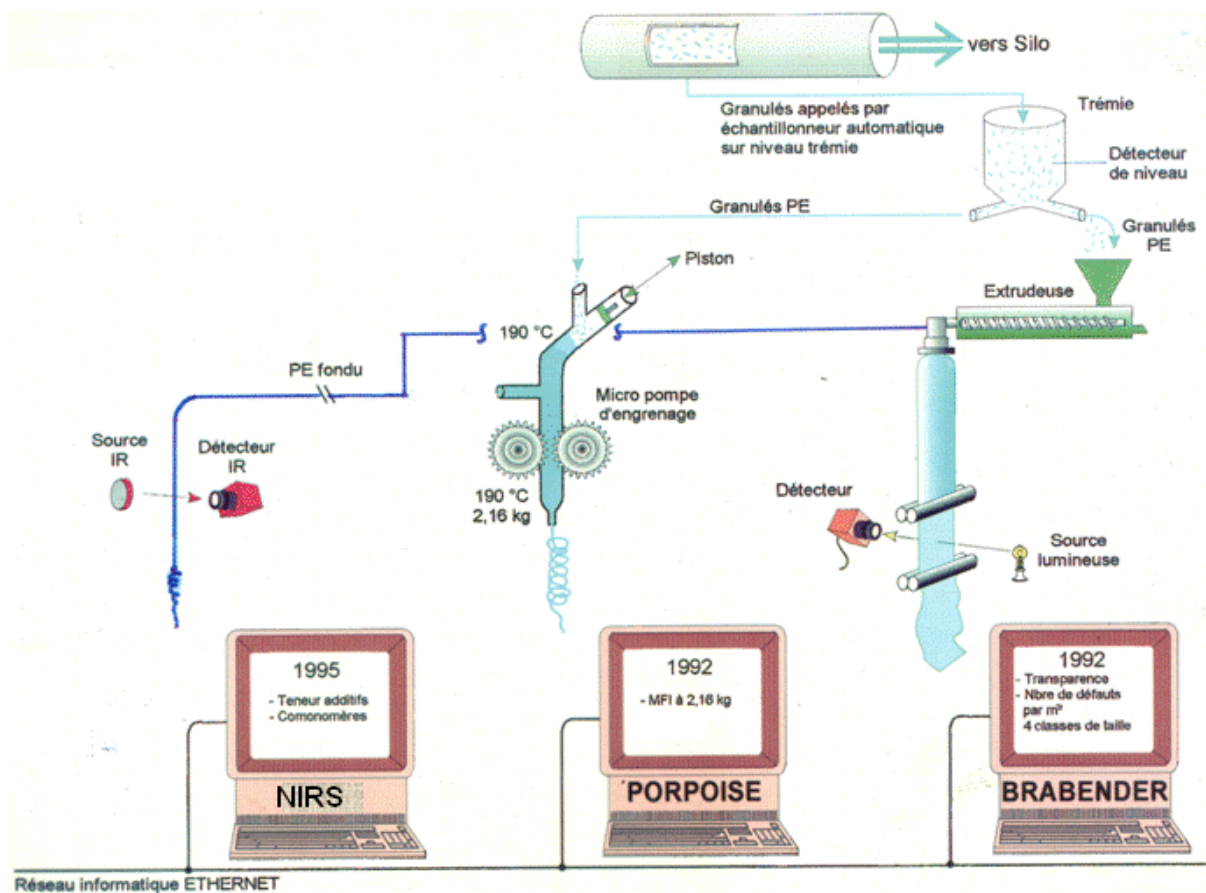 vers Silo
Granulés appelés par
échantillonneur automatique
sur niveau trémie
Trémie
Détecteur
de niveau
Granulés PE
Granulés
PE
Piston
Extrudeuse
190 °C
PE fondu
Micro pompe
d'engrenage
Source
IR
Détecteur
IR
190 °C
2,16 kg
Détecteur
Source
lumineuse
1995
- Teneur additifs
- Comonomères
NIRS
1992
- MFI à 2,16 kg
PORPOISE
1992
- Transparence
- Nbre de défauts
par m²
4 classes de taille
BRABENDER
Réseau informatique ETHERNET